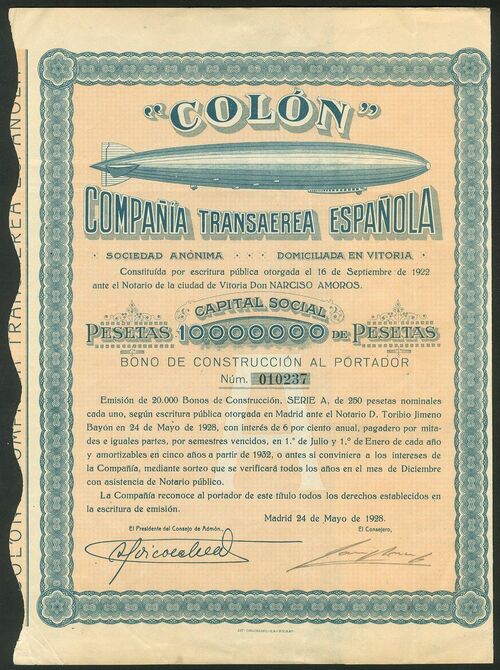 "COLÓN"
COMPAÑÍA TRANSAEREA ESPAÑOLA
SOCIEDAD ANÓNIMA · · · DOMICILIADA EN VITORIA
Constituída por escritura pública otorgada el 16 de Septiembre de 1922
ante el Notario de la ciudad de Vitoria Don NARCISO AMOROS.
CAPITAL SOCIAL
PESETAS 10000000 DE PESETAS
BONO DE CONSTRUCCIÓN AL PORTADOR
Núm. 010237
Emisión de 20.000 Bonos de Construcción, SERIE A, de 250 pesetas nominales
cada uno, según escritura pública otorgada en Madrid ante el Notario D. Toribio Jimeno
Bayón en 24 de Mayo de 1928, con interés de 6 por ciento anual, pagadero por mi-
tades e iguales partes, por semestres vencidos, en 1.º de Julio y 1.º de Enero de cada año
y amortizables en cinco años a partir de 1932, o antes si conviniera a los intereses de
la Compañía, mediante sorteo que se verificará todos los años en el mes de Diciembre
con asistencia de Notario público.
La Compañía reconoce al portador de este título todos los derechos establecidos en
la escritura de emisión.
Madrid 24 de Mayo de 1928.
El Presidente del Consejo de Admón.,
El Consejero,